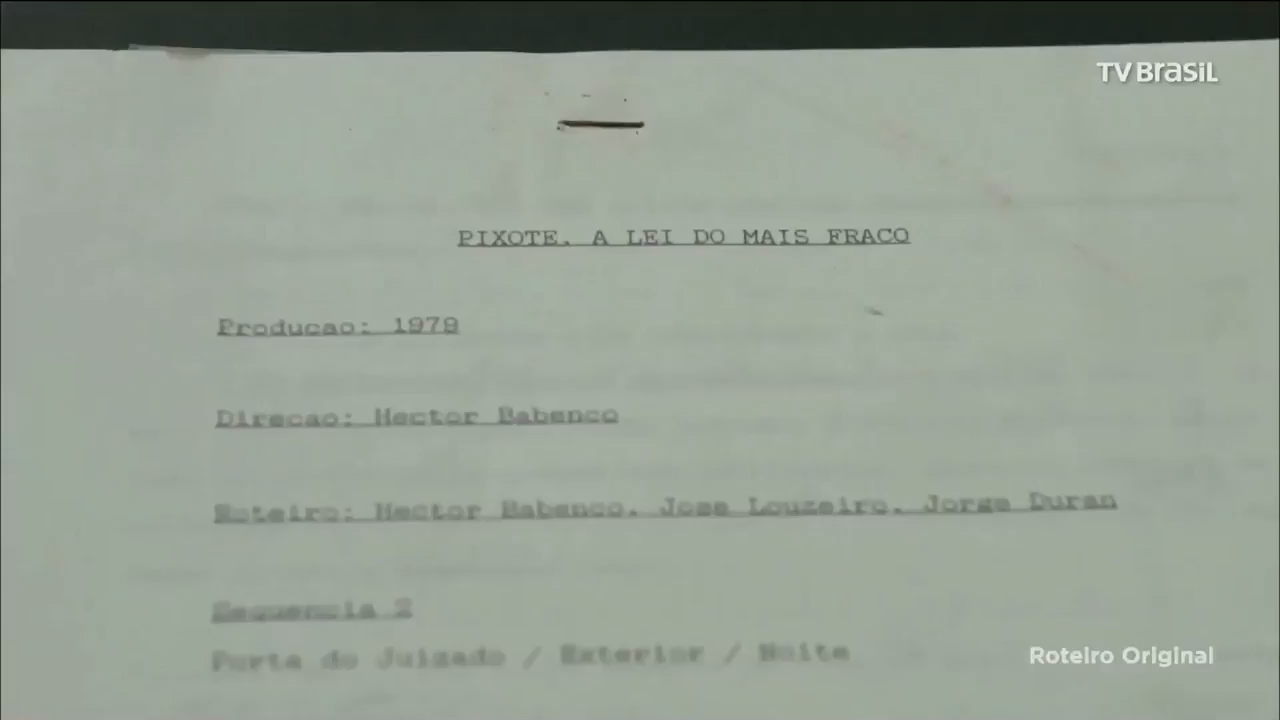 TV BRASIL
PIXOTE. A LEI DO MAIS FRACO
Producao: 1979
Direcao: Hector Babenco
Roteiro: Hector Babenco. Jose Louzeiro. Jorge Duran
Sequencia 2
Porta do Juizado / Exterior / Noite
Roteiro Original